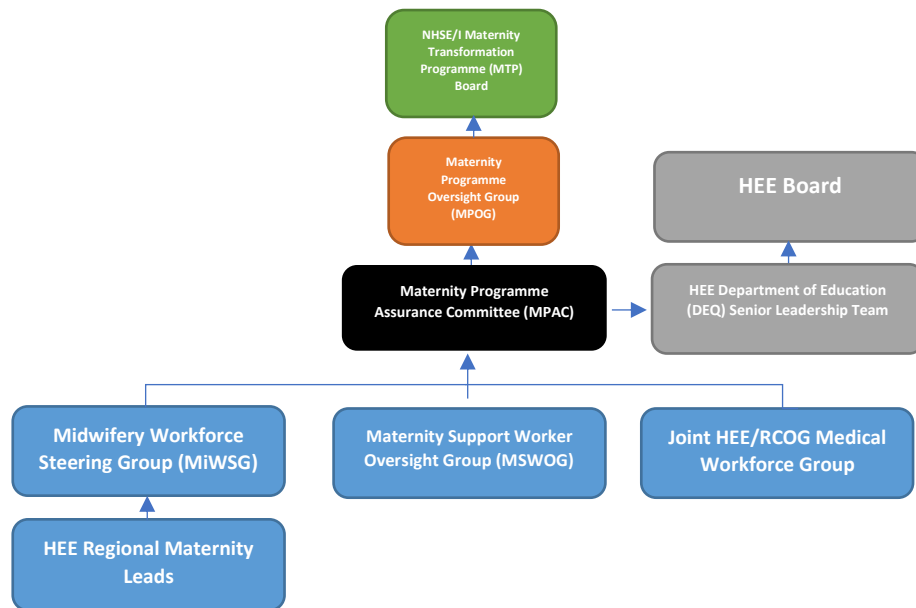 NHSE/I Maternity
Transformation
Programme (MTP)
Board
Maternity
Programme
Oversight Group
(MPOG)
HEE Board
Maternity Programme
Assurance Committee (MPAC)
HEE Department of Education
(DEQ) Senior Leadership Team
Midwifery Workforce
Steering Group (MiWSG)
Maternity Support Worker
Oversight Group (MSWOG)
Joint HEE/RCOG Medical
Workforce Group
HEE Regional Maternity
Leads